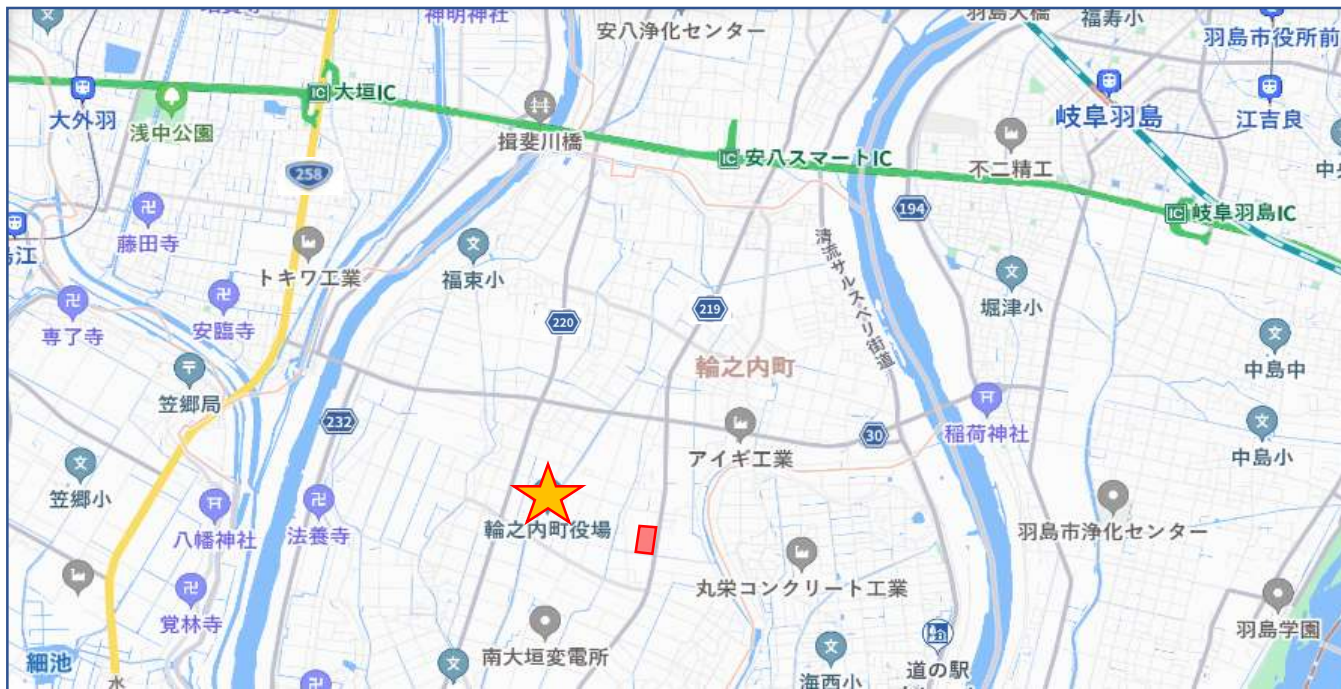 神明神社
羽島大橋
福寿小
安八浄化センター
羽島市役所前
IC 大垣IC
大外羽
浅中公園
揖斐川橋
IC 安八スマートIC
岐阜羽島
江吉良
不二精工
258
194
IC 岐阜羽島IC
藤田寺
トキワ工業
福束小
清流サルスベリ街道
堀津小
専了寺
安臨寺
220
219
輪之内町
中島中
笠郷局
232
30
アイギ工業
稲荷神社
中島小
笠郷小
輪之内町役場
八幡神社
法養寺
羽島市浄化センター
丸栄コンクリート工業
覚林寺
南大垣変電所
羽島学園
細池
水
海西小
道の駅